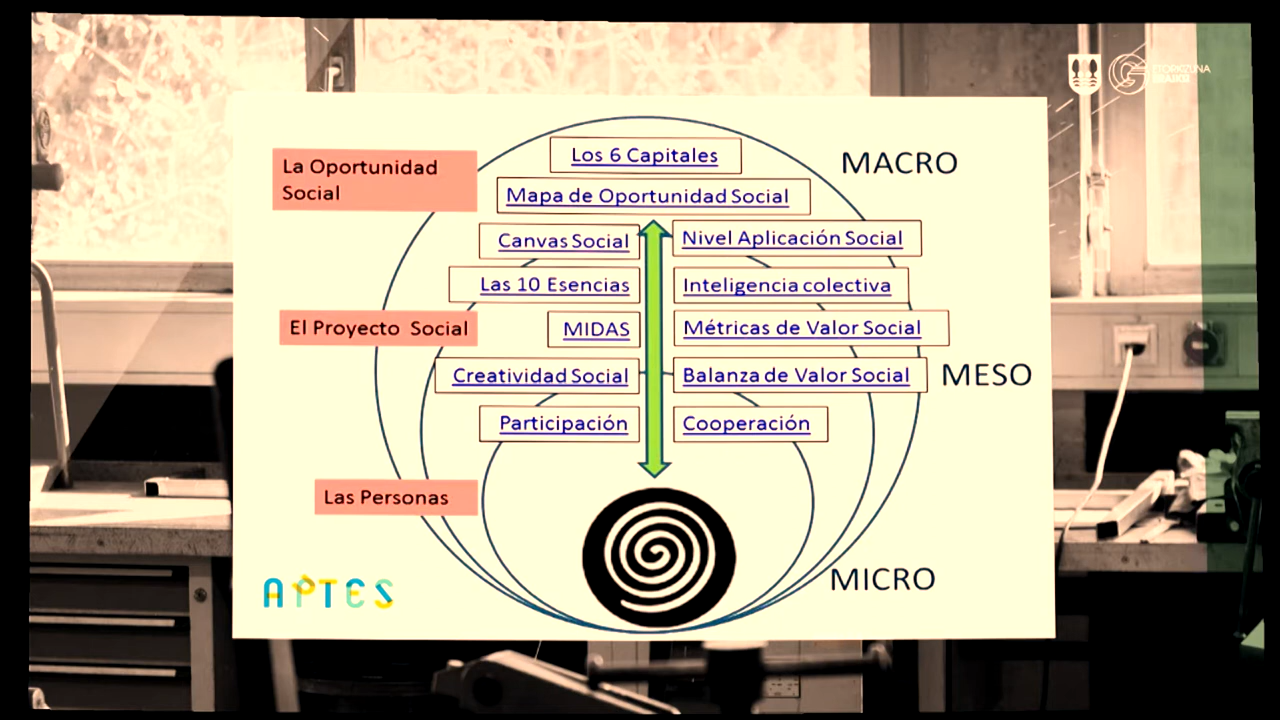 ETORKIZUNA
ERAIKIZ
La Oportunidad
Social
Los 6 Capitales
MACRO
Mapa de Oportunidad Social
Canvas Social
Nivel Aplicación Social
Las 10 Esencias
Inteligencia colectiva
El Proyecto Social
MIDAS
Métricas de Valor Social
Creatividad Social
Balanza de Valor Social
MESO
Participación
Cooperación
Las Personas
MICRO
APTES